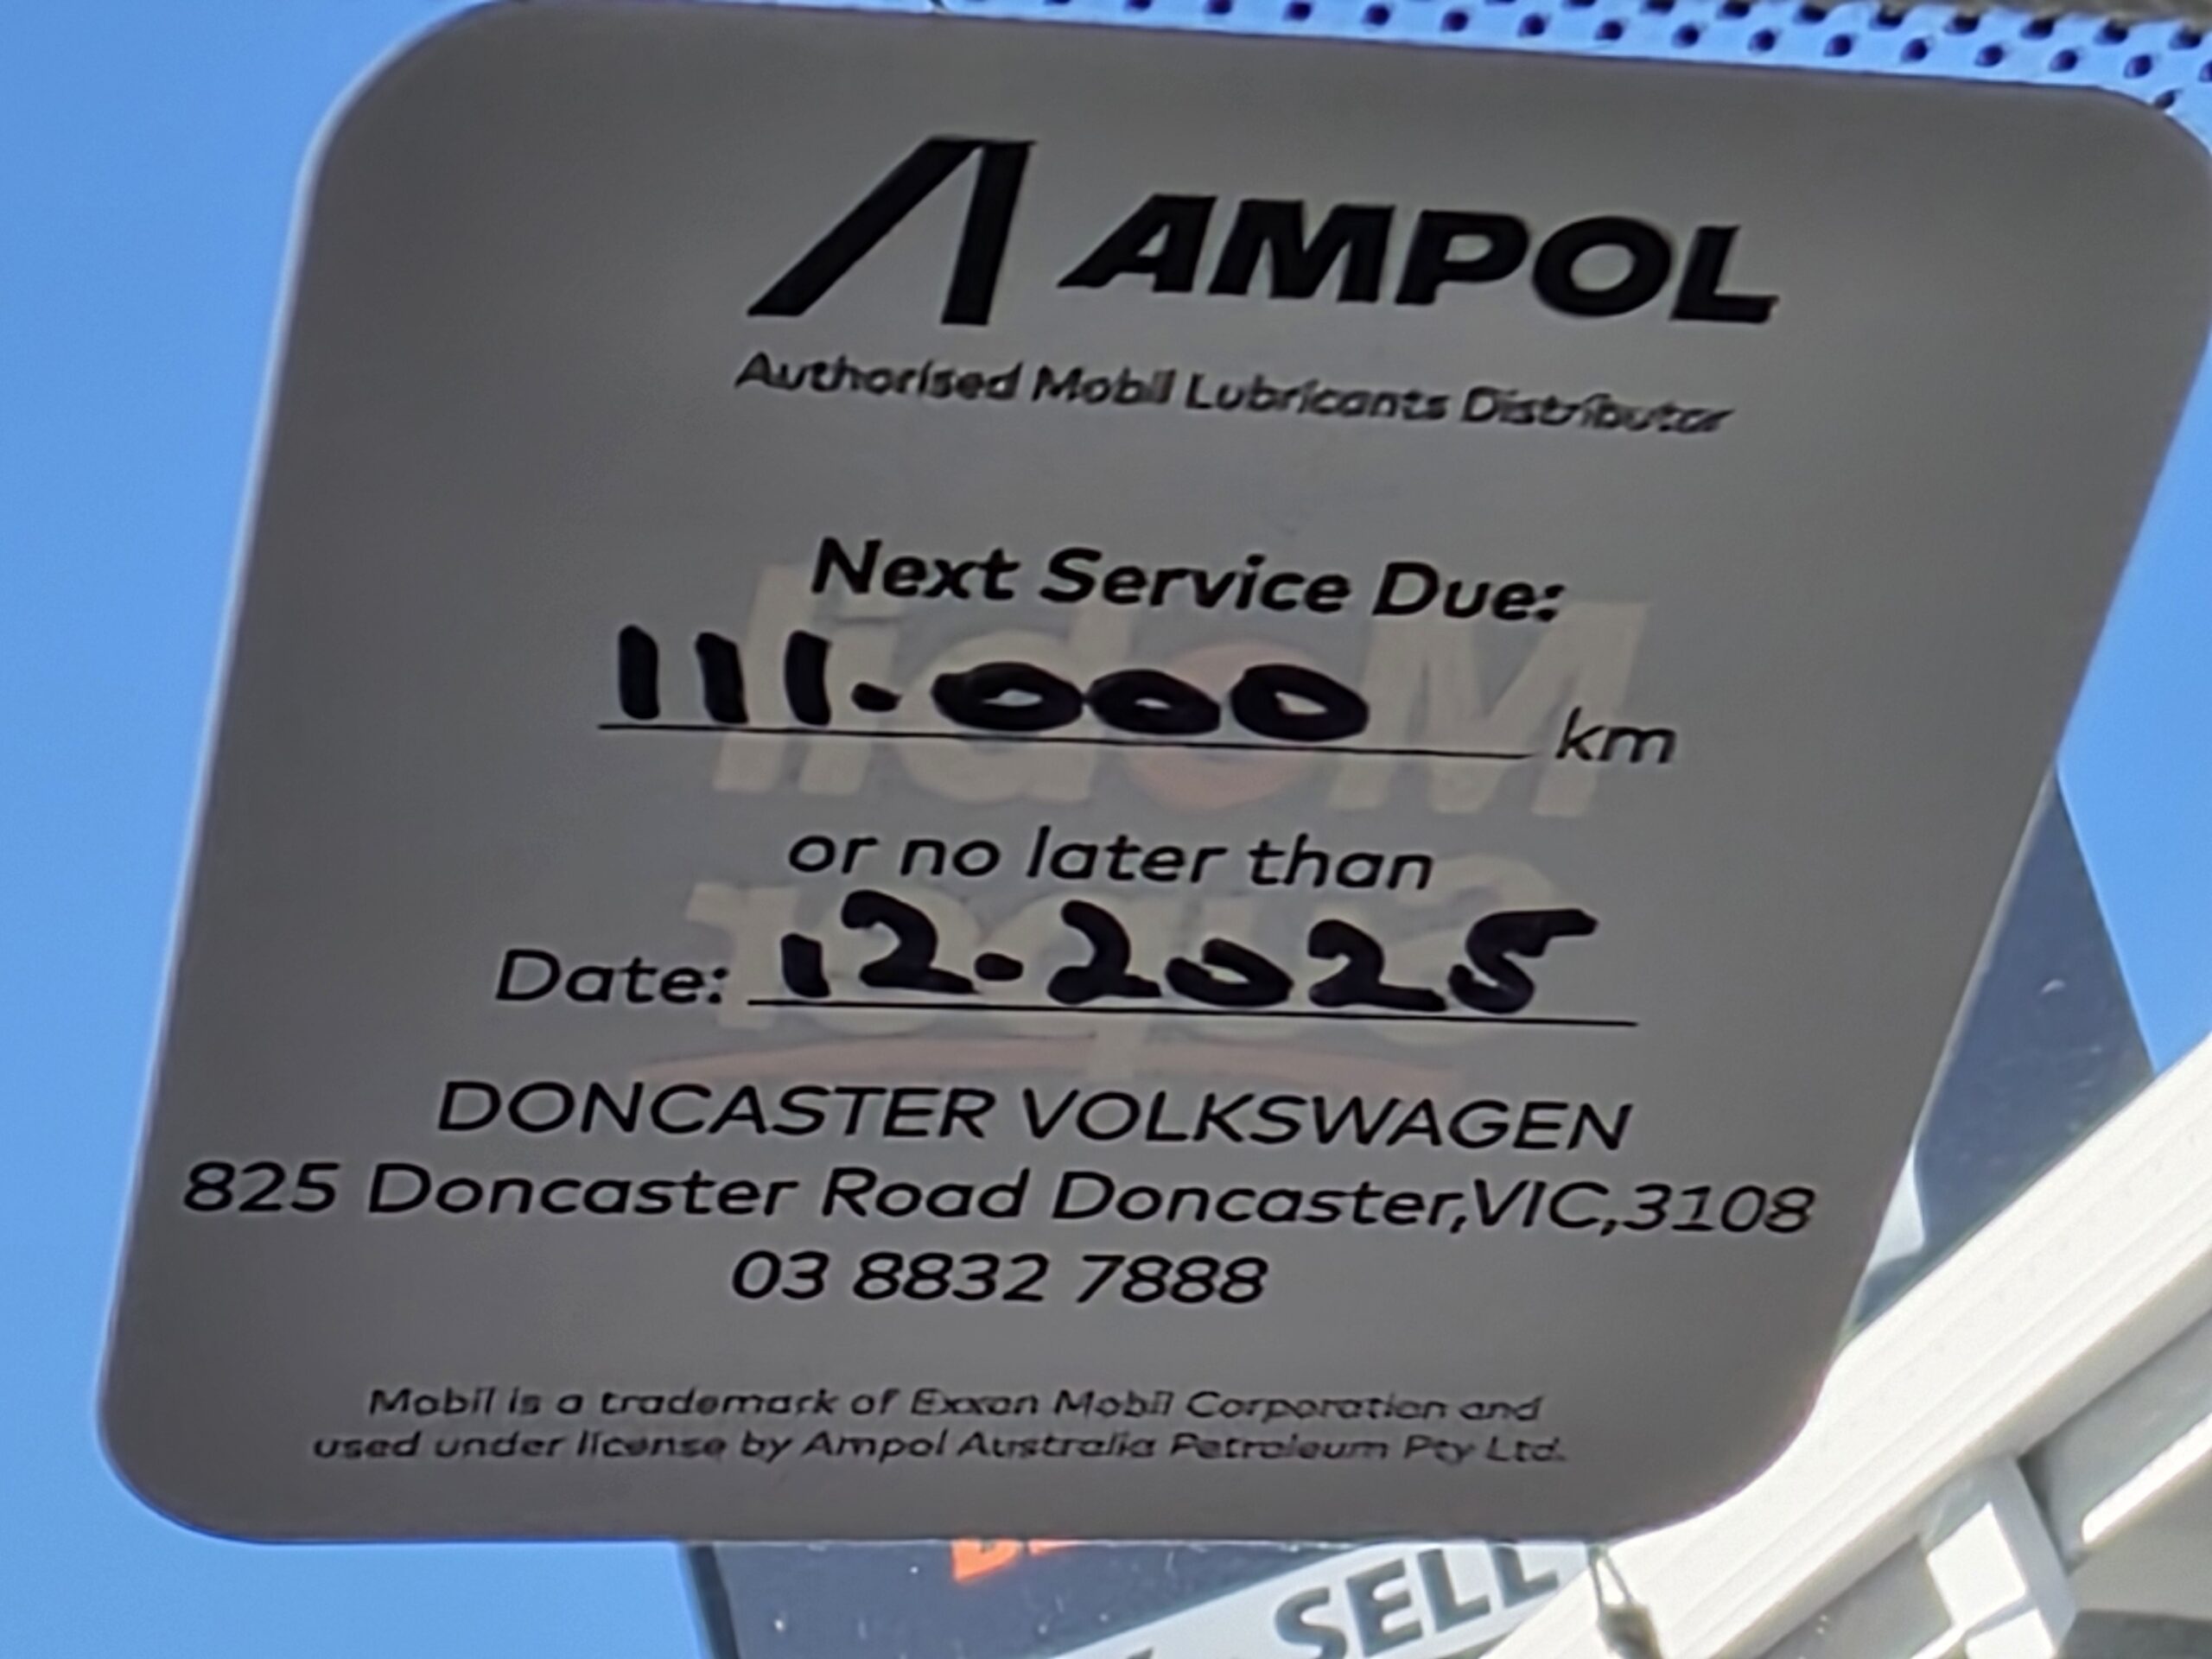 AMPOL
Authorised Mobil Lubricants Distributor
Next Service Due:
111.000 km
or no later than
Date: 12.2025
DONCASTER VOLKSWAGEN
825 Doncaster Road Doncaster,VIC,3108
03 8832 7888
Mobil is a trademark of Exxon Mobil Corporation and
used under license by Ampol Australia Petroleum Pty Ltd.
Mobil
Super
SELL